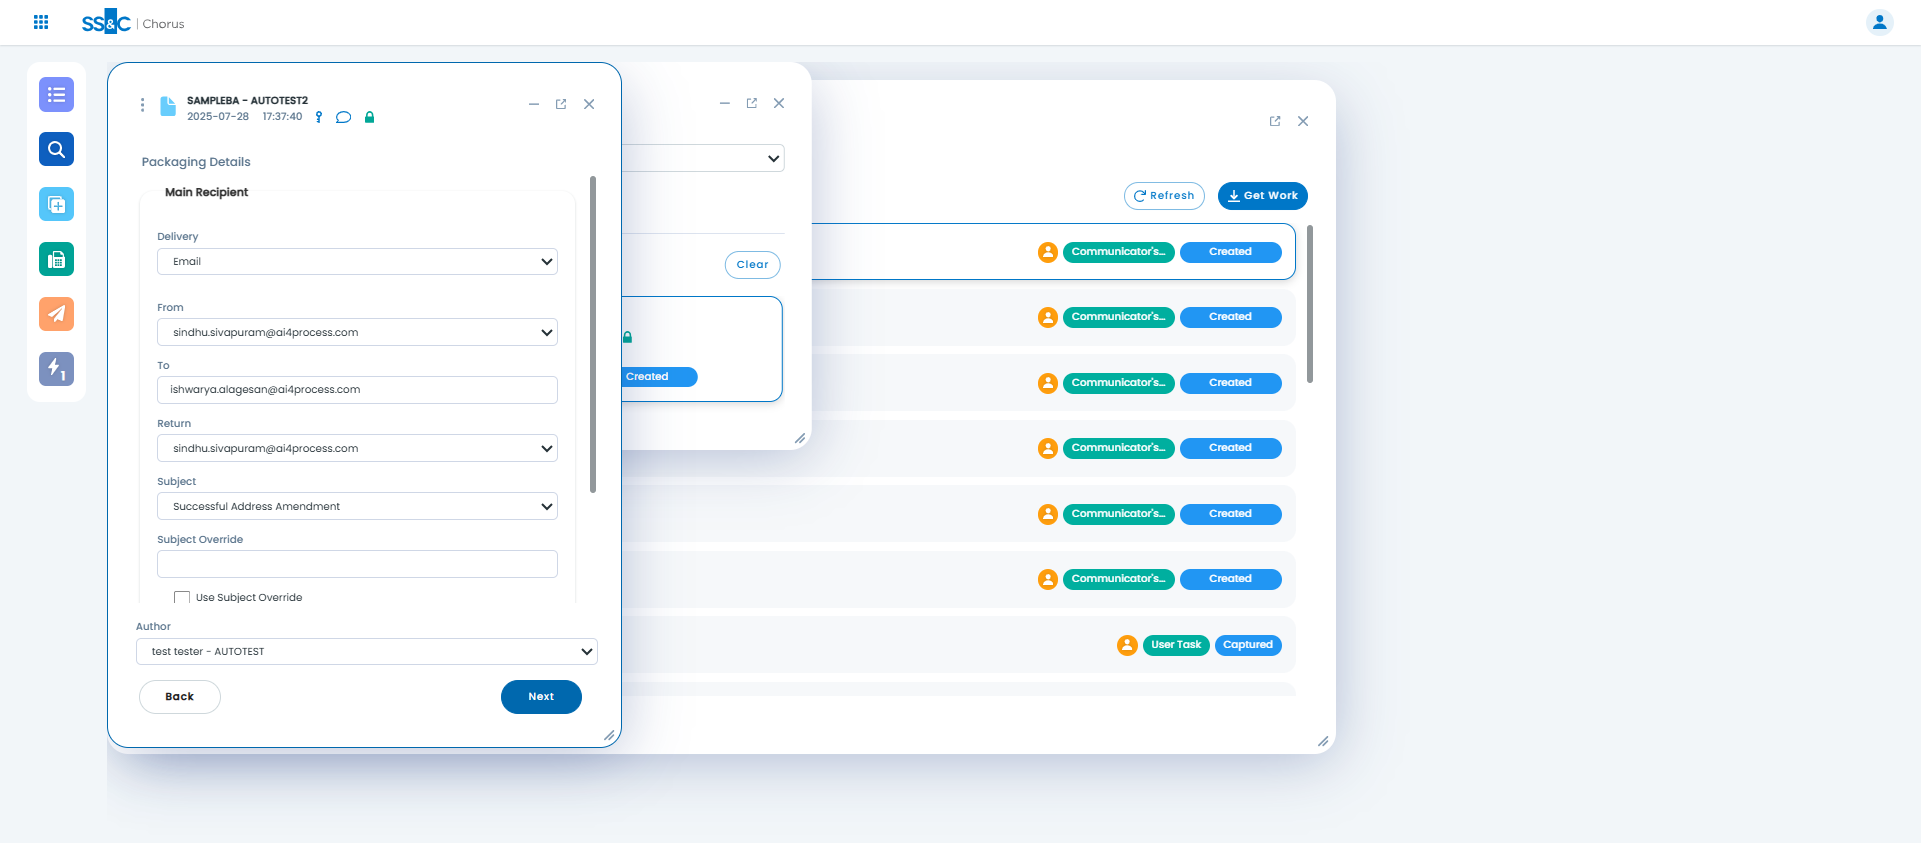 SS&C | Chorus
SAMPLEBA - AUTOTEST2
2025-07-28 17:37:40
Packaging Details
Main Recipient
Delivery
Email
From
sindhu.sivapuram@ai4process.com
To
ishwarya.alagesan@ai4process.com
Return
sindhu.sivapuram@ai4process.com
Subject
Successful Address Amendment
Subject Override
Use Subject Override
Author
test tester - AUTOTEST
Back
Next
Clear
Created
Refresh
Get Work
Communicator's... Created
Communicator's... Created
Communicator's... Created
Communicator's... Created
Communicator's... Created
Communicator's... Created
User Task Captured
1